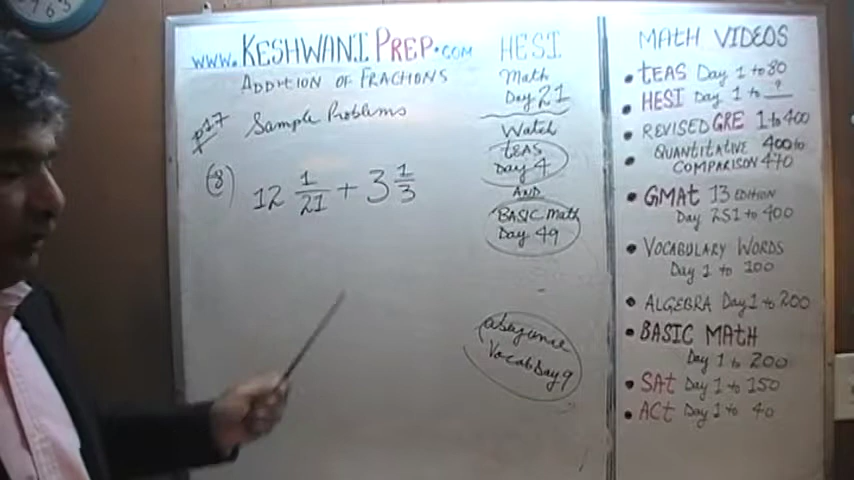 www.KESHWANI PREP.COM
ADDITION OF FRACTIONS
p17
Sample Problems
(8) 12 1/21 + 3 1/3
HESI
Math
Day 21
Watch
TEAS
Day 4
AND
BASIC Math
Day 49
abeyance
Vocab Day 9
MATH VIDEOS
• TEAS Day 1 to 80
• HESI Day 1 to ?
• REVISED GRE 1 to 400
• QUANTITATIVE 400 to
COMPARISON 470
• GMAT 13 EDITION
Day 251 to 400
• VOCABULARY WORDS
Day 1 to 100
• ALGEBRA Day 1 to 200
• BASIC MATH
Day 1 to 200
• SAT Day 1 to 150
• ACT Day 1 to 40